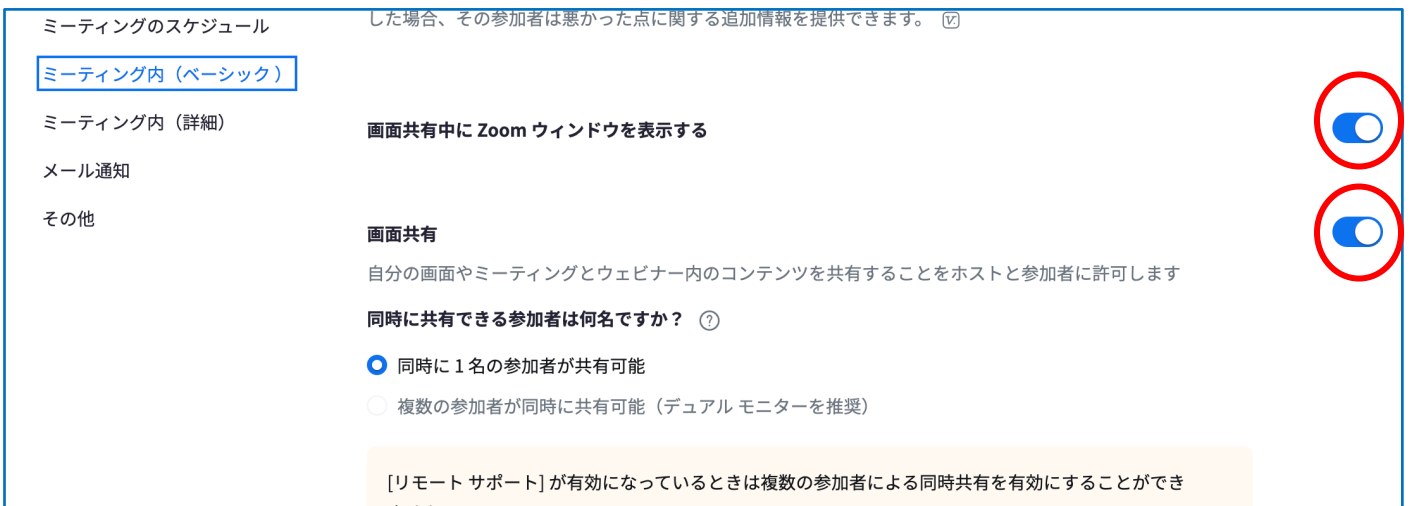 ミーティングのスケジュール
ミーティング内（ベーシック）
ミーティング内（詳細）
メール通知
その他
した場合、その参加者は悪かった点に関する追加情報を提供できます。
画面共有中に Zoom ウィンドウを表示する
画面共有
自分の画面やミーティングとウェビナー内のコンテンツを共有することをホストと参加者に許可します
同時に共有できる参加者は何名ですか？ ?
同時に 1 名の参加者が共有可能
複数の参加者が同時に共有可能（デュアル モニターを推奨）
[リモート サポート] が有効になっているときは複数の参加者による同時共有を有効にすることができ